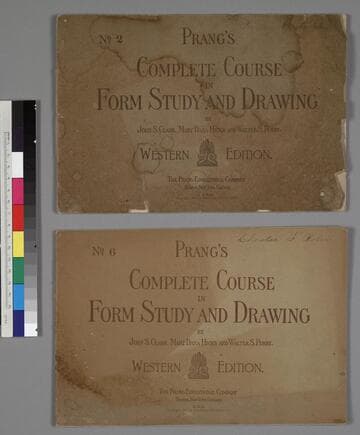 Nº 2
PRANG'S
COMPLETE COURSE
IN
FORM STUDY AND DRAWING
BY
JOHN S. CLARK, MARY DANA HICKS AND WALTER S. PERRY.
WESTERN EDITION.
THE PRANG EDUCATIONAL COMPANY
Nº 6
PRANG'S
COMPLETE COURSE
IN
FORM STUDY AND DRAWING
BY
JOHN S. CLARK, MARY DANA HICKS AND WALTER S. PERRY.
WESTERN EDITION.
THE PRANG EDUCATIONAL COMPANY